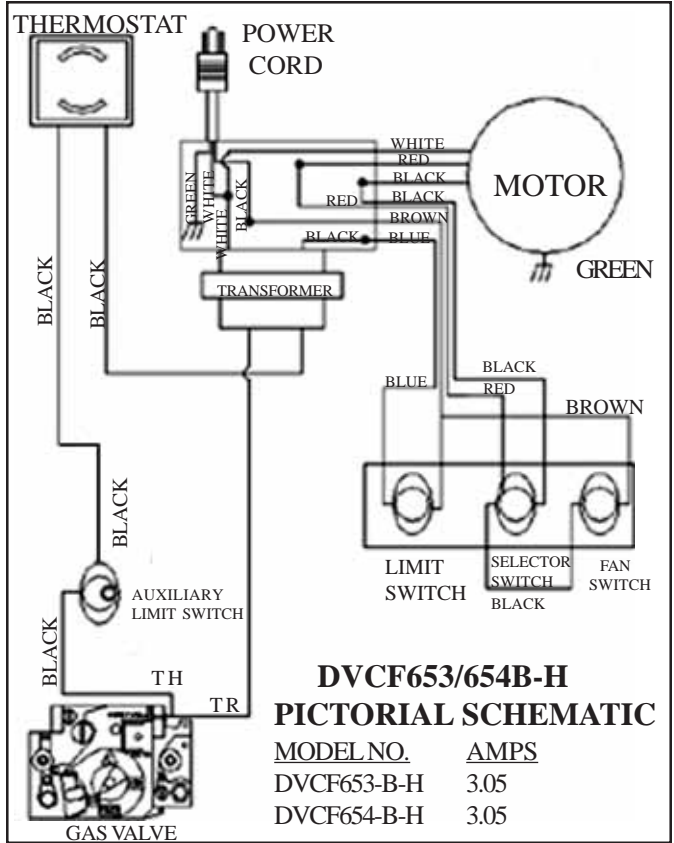 THERMOSTAT
POWER
CORD
WHITE
RED
BLACK
BLACK
RED
BROWN
BLACK
BLUE
GREEN
WHITE
WHITE
BLACK
MOTOR
GREEN
TRANSFORMER
BLACK
BLACK
BLUE
BLACK
RED
BROWN
BLACK
LIMIT
SWITCH
SELECTOR
SWITCH
BLACK
FAN
SWITCH
AUXILIARY
LIMIT SWITCH
BLACK
TH
TR
GAS VALVE
DVCF653/654B-H
PICTORIAL SCHEMATIC
MODEL NO. AMPS
DVCF653-B-H 3.05
DVCF654-B-H 3.05